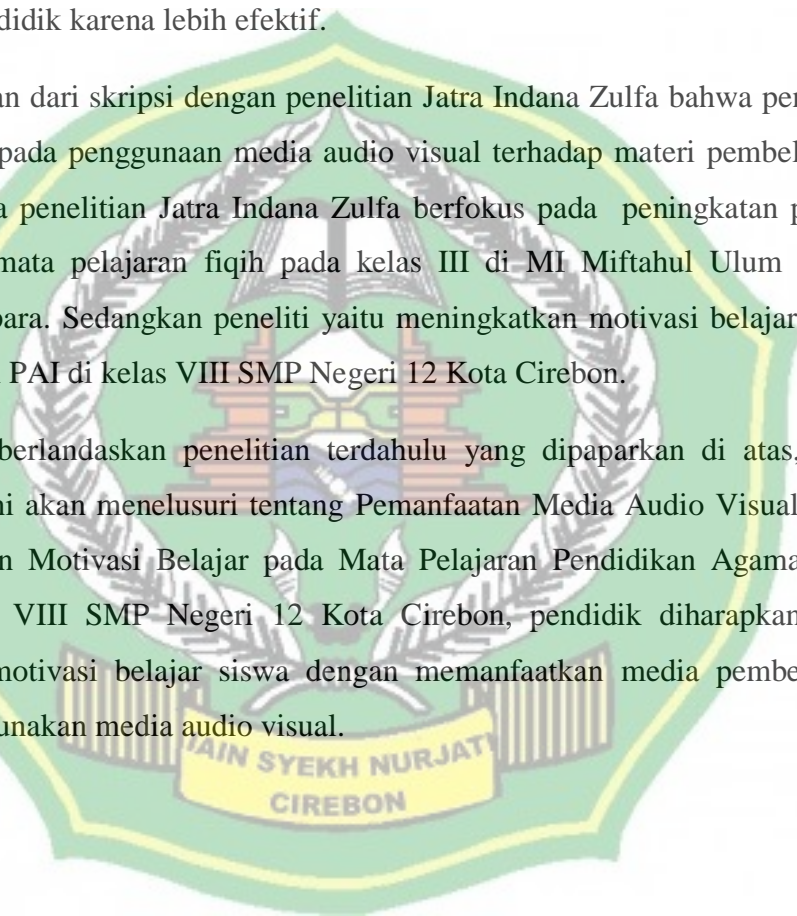 didik karena lebih efektif.
an dari skripsi dengan penelitian Jatra Indana Zulfa bahwa
pada penggunaan media audio visual terhadap materi
penelitian Jatra Indana Zulfa berfokus pada peningkatan
mata pelajaran fiqih pada kelas III di MI Miftahul Ulum
para. Sedangkan peneliti yaitu meningkatkan motivasi belajar
PAI di kelas VIII SMP Negeri 12 Kota Cirebon.
berlandaskan penelitian terdahulu yang dipaparkan di atas,
ni akan menelusuri tentang Pemanfaatan Media Audio Visual
n Motivasi Belajar pada Mata Pelajaran Pendidikan Agama
VIII SMP Negeri 12 Kota Cirebon, pendidik diharapkan
motivasi belajar siswa dengan memanfaatkan media
unakan media audio visual.
IAIN SYEKH NURJATI
CIREBON